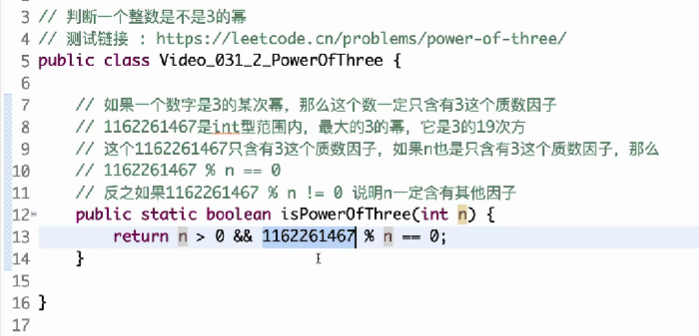 3 // 判断一个整数是不是3的幂
4 // 测试链接 : https://leetcode.cn/problems/power-of-three/
5 public class Video_031_2_PowerOfThree {
6
7 // 如果一个数字是3的某次幂，那么这个数一定只含有3这个质数因子
8 // 1162261467是int型范围内，最大的3的幂，它是3的19次方
9 // 这个1162261467只含有3这个质数因子，如果n也是只含有3这个质数因子，那么
10 // 1162261467 % n == 0
11 // 反之如果1162261467 % n != 0 说明n一定含有其他因子
12 public static boolean isPowerOfThree(int n) {
13 return n > 0 && 1162261467 % n == 0;
14 }
15
16 }
17